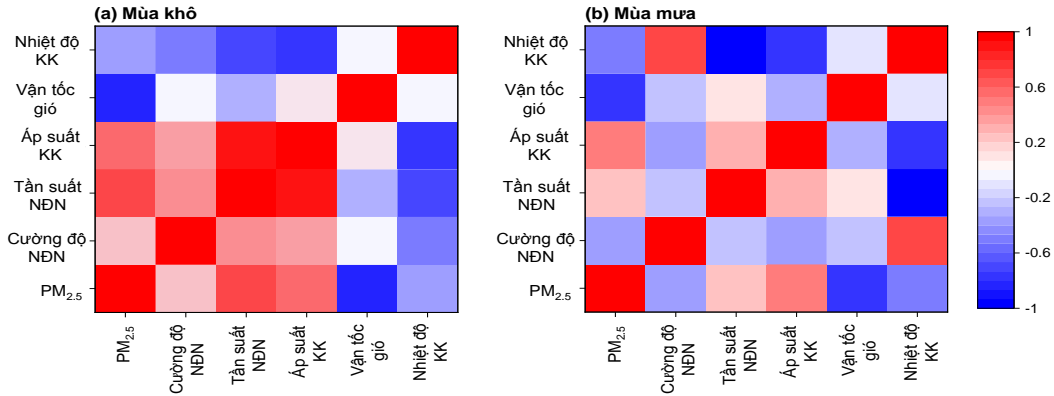 (a) Mùa khô
Nhiệt độ
KK
Vận tốc
gió
Áp suất
KK
Tần suất
NĐN
Cường độ
NĐN
PM2.5
PM2.5
Cường độ
NĐN
Tần suất
NĐN
Áp suất
KK
Vận tốc
gió
Nhiệt độ
KK
(b) Mùa mưa
Nhiệt độ
KK
Vận tốc
gió
Áp suất
KK
Tần suất
NĐN
Cường độ
NĐN
PM2.5
PM2.5
Cường độ
NĐN
Tần suất
NĐN
Áp suất
KK
Vận tốc
gió
Nhiệt độ
KK
1
0.6
0.2
-0.2
-0.6
-1